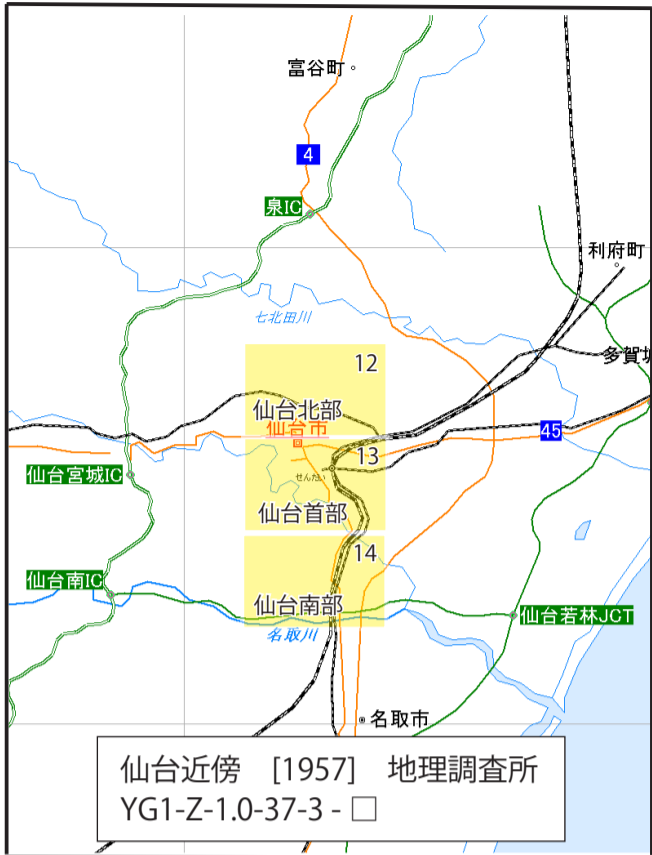 富谷町
4
泉IC
利府町
七北田川
12
多賀城
仙台北部
仙台市
45
13
せんだい
仙台宮城IC
仙台首部
14
仙台南IC
仙台南部
仙台若林JCT
名取川
名取市
仙台近傍 [1957] 地理調査所
YG1-Z-1.0-37-3 - □